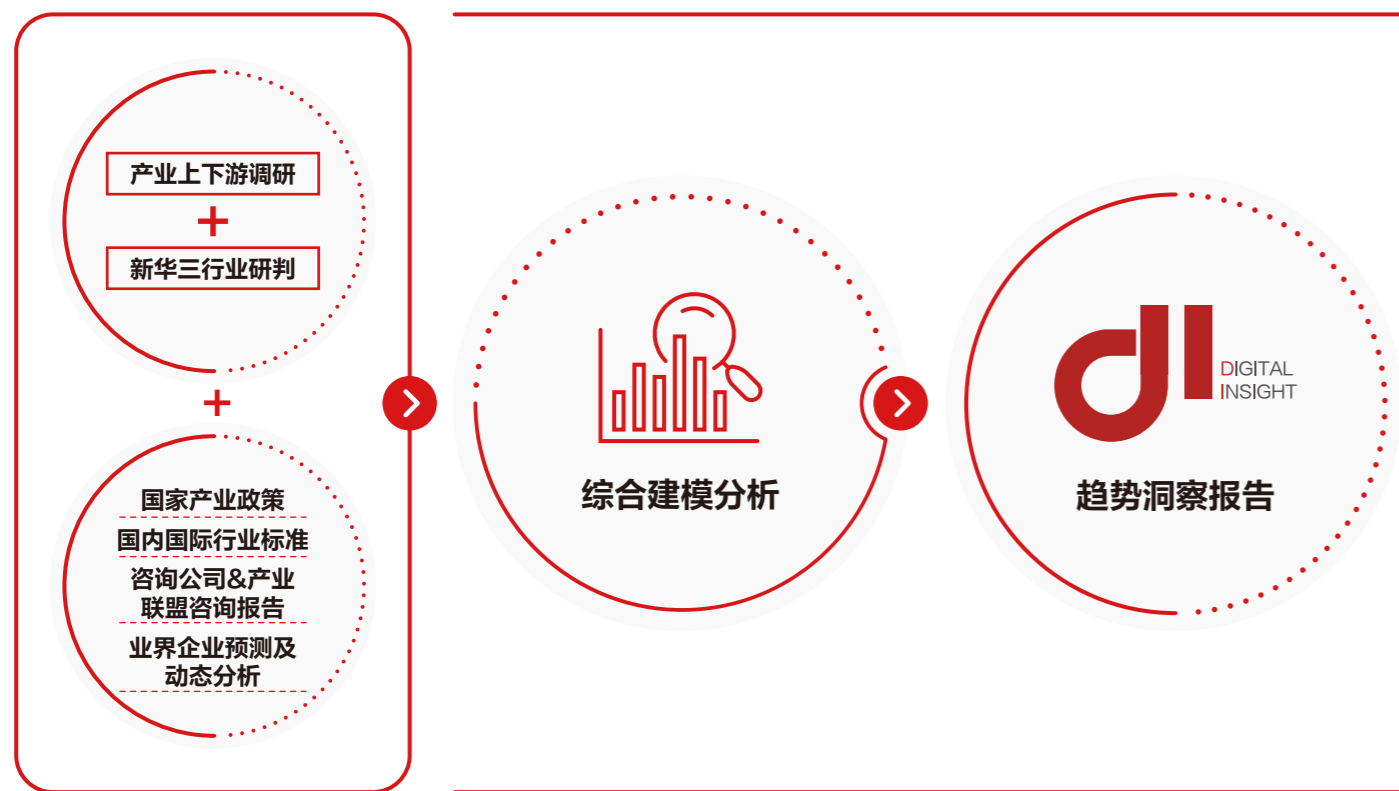 产业上下游调研
+
新华三行业研判
+
国家产业政策
国内国际行业标准
咨询公司&产业
联盟咨询报告
业界企业预测及
动态分析
综合建模分析
dI
DIGITAL
INSIGHT
趋势洞察报告